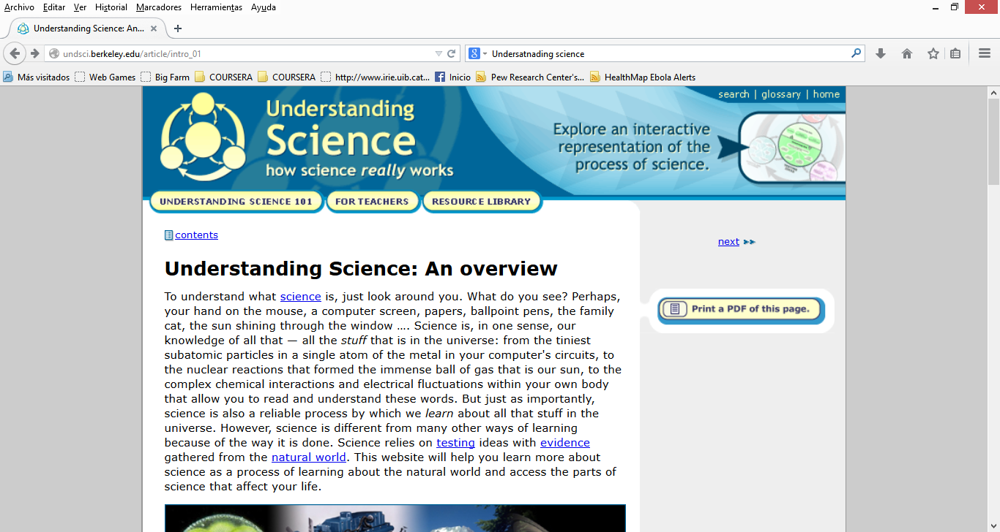 Archivo Editar Ver Historial Marcadores Herramientas Ayuda
Understanding Science: An...
undsci.berkeley.edu/article/intro_01
Undersatnading science
Más visitados Web Games Big Farm COURSERA COURSERA http://www.irie.uib.cat... Inicio Pew Research Center's... HealthMap Ebola Alerts
search | glossary | home
Understanding
Science
how science really works
Explore an interactive
representation of the
process of science.
UNDERSTANDING SCIENCE 101 FOR TEACHERS RESOURCE LIBRARY
contents
next
Understanding Science: An overview
To understand what science is, just look around you. What do you see? Perhaps,
your hand on the mouse, a computer screen, papers, ballpoint pens, the family
cat, the sun shining through the window .... Science is, in one sense, our
knowledge of all that — all the stuff that is in the universe: from the tiniest
subatomic particles in a single atom of the metal in your computer's circuits, to
the nuclear reactions that formed the immense ball of gas that is our sun, to the
complex chemical interactions and electrical fluctuations within your own body
that allow you to read and understand these words. But just as importantly,
science is also a reliable process by which we learn about all that stuff in the
universe. However, science is different from many other ways of learning
because of the way it is done. Science relies on testing ideas with evidence
gathered from the natural world. This website will help you learn more about
science as a process of learning about the natural world and access the parts of
science that affect your life.
Print a PDF of this page.